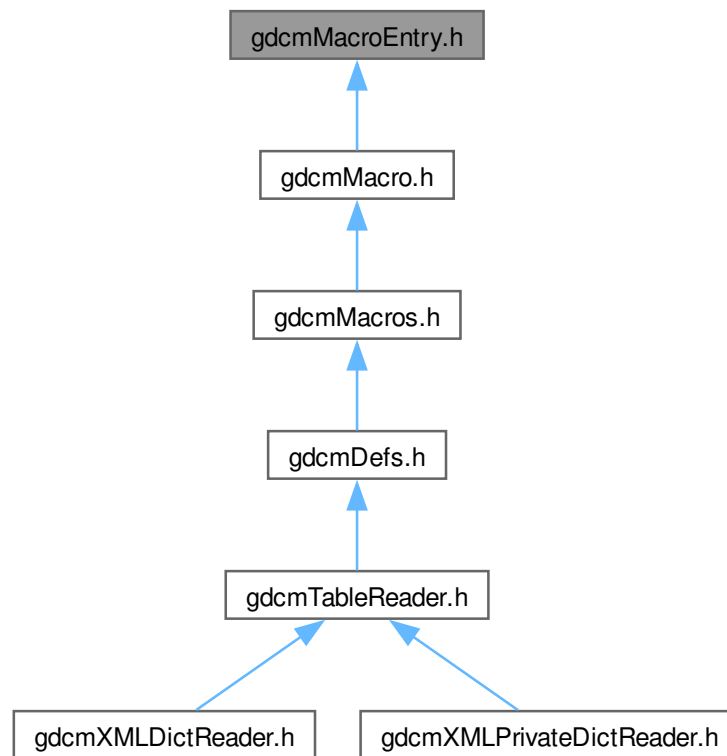 gdcmMacroEntry.h
gdcmMacro.h
gdcmMacros.h
gdcmDefs.h
gdcmTableReader.h
gdcmXMLDictReader.h
gdcmXMLPrivateDictReader.h